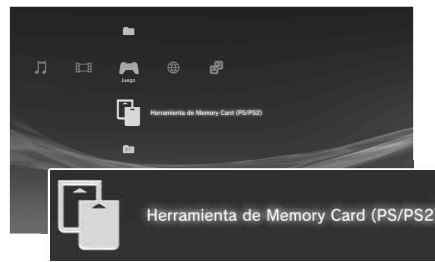 Juego
Herramienta de Memory Card (PS/PS2)
Herramienta de Memory Card (PS/PS2